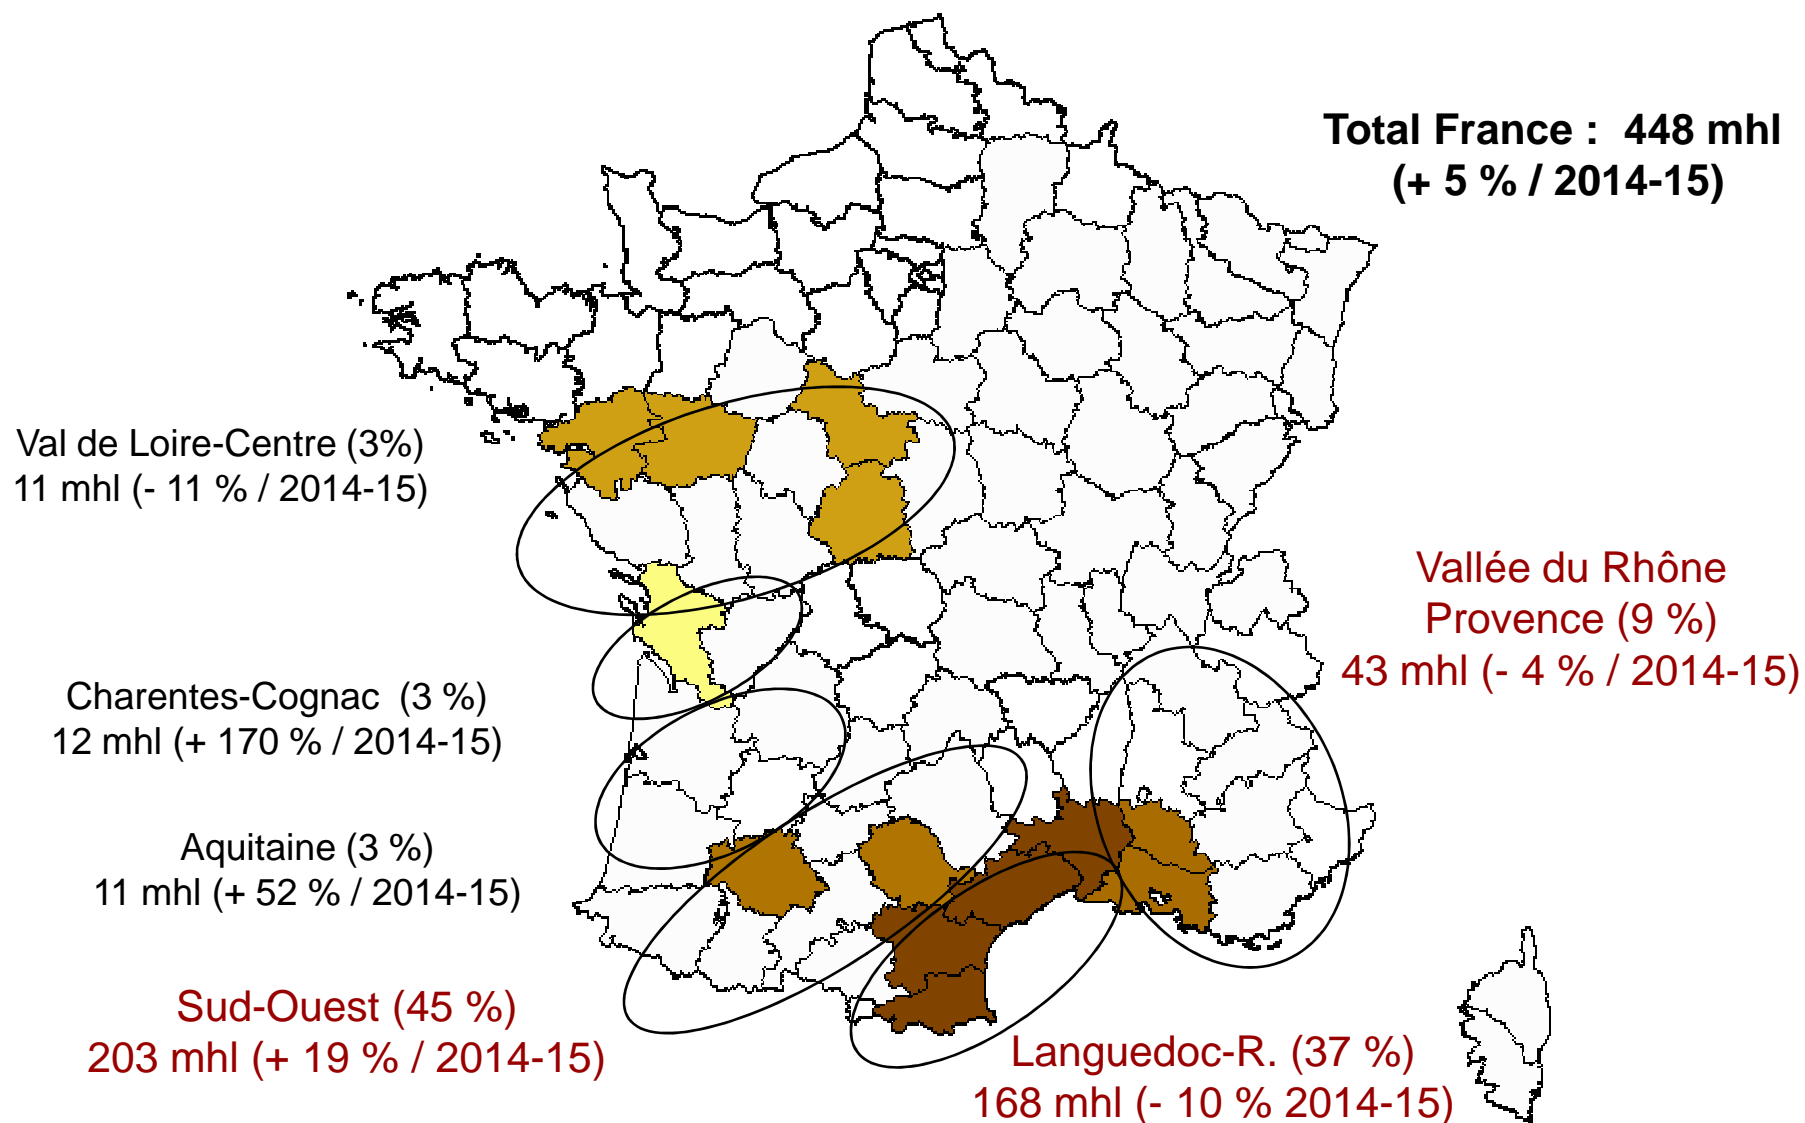 Total France :  448 mhl
(+ 5 % / 2014-15)
Val de Loire-Centre (3%)
11 mhl (- 11 % / 2014-15)
Vallée du Rhône
Provence (9 %)
43 mhl (- 4 % / 2014-15)
Charentes-Cognac  (3 %)
12 mhl (+ 170 % / 2014-15)
Aquitaine (3 %)
11 mhl (+ 52 % / 2014-15)
Sud-Ouest (45 %)
203 mhl (+ 19 % / 2014-15)
Languedoc-R. (37 %)
168 mhl (- 10 % 2014-15)